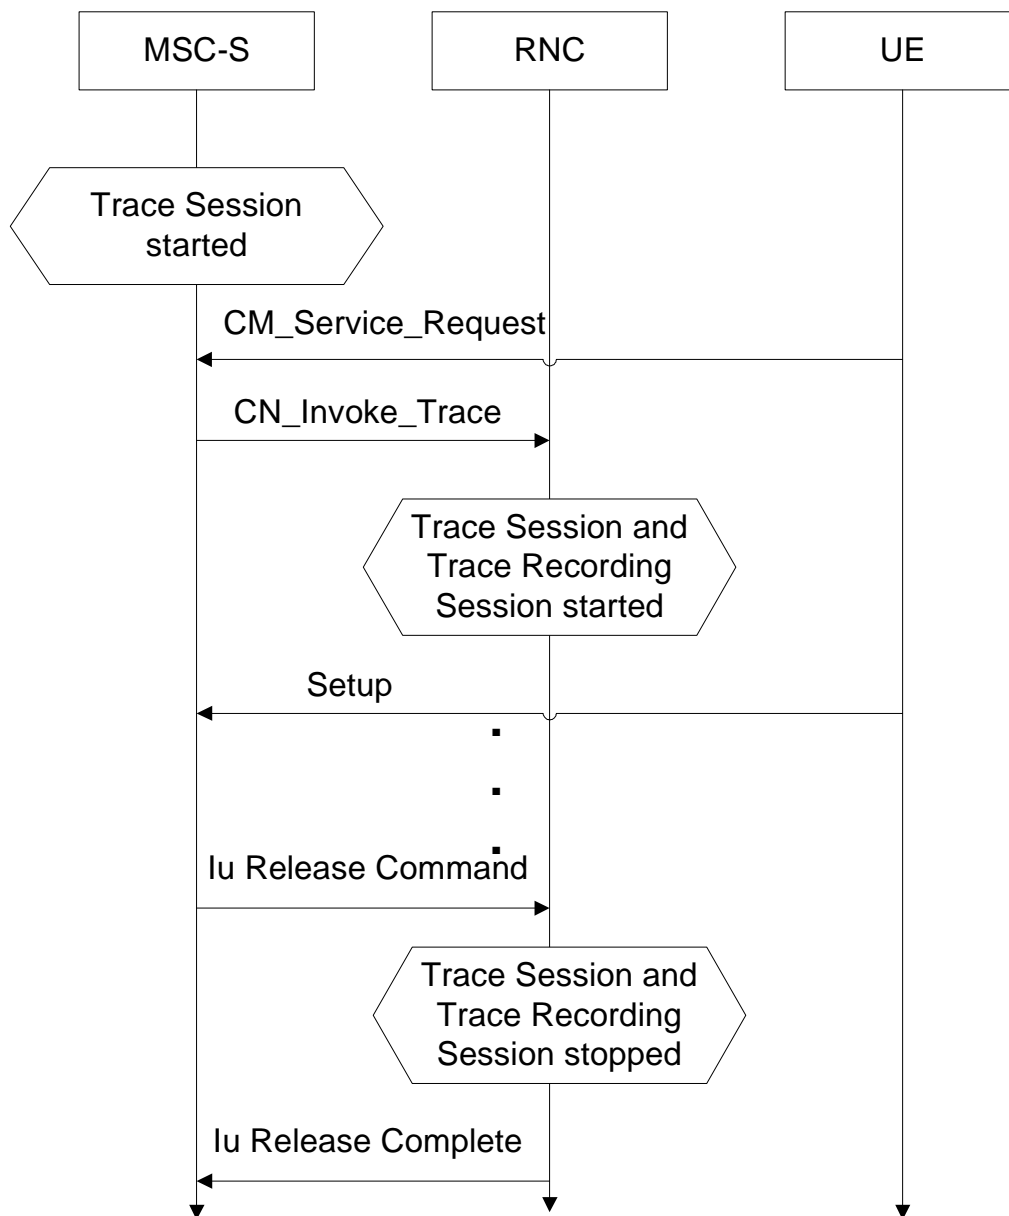 MSC-S
RNC
UE
Trace Session
started
CM_Service_Request
CN_Invoke_Trace
Trace Session and
Trace Recording
Session started
Setup
Iu Release Command
Trace Session and
Trace Recording
Session stopped
Iu Release Complete